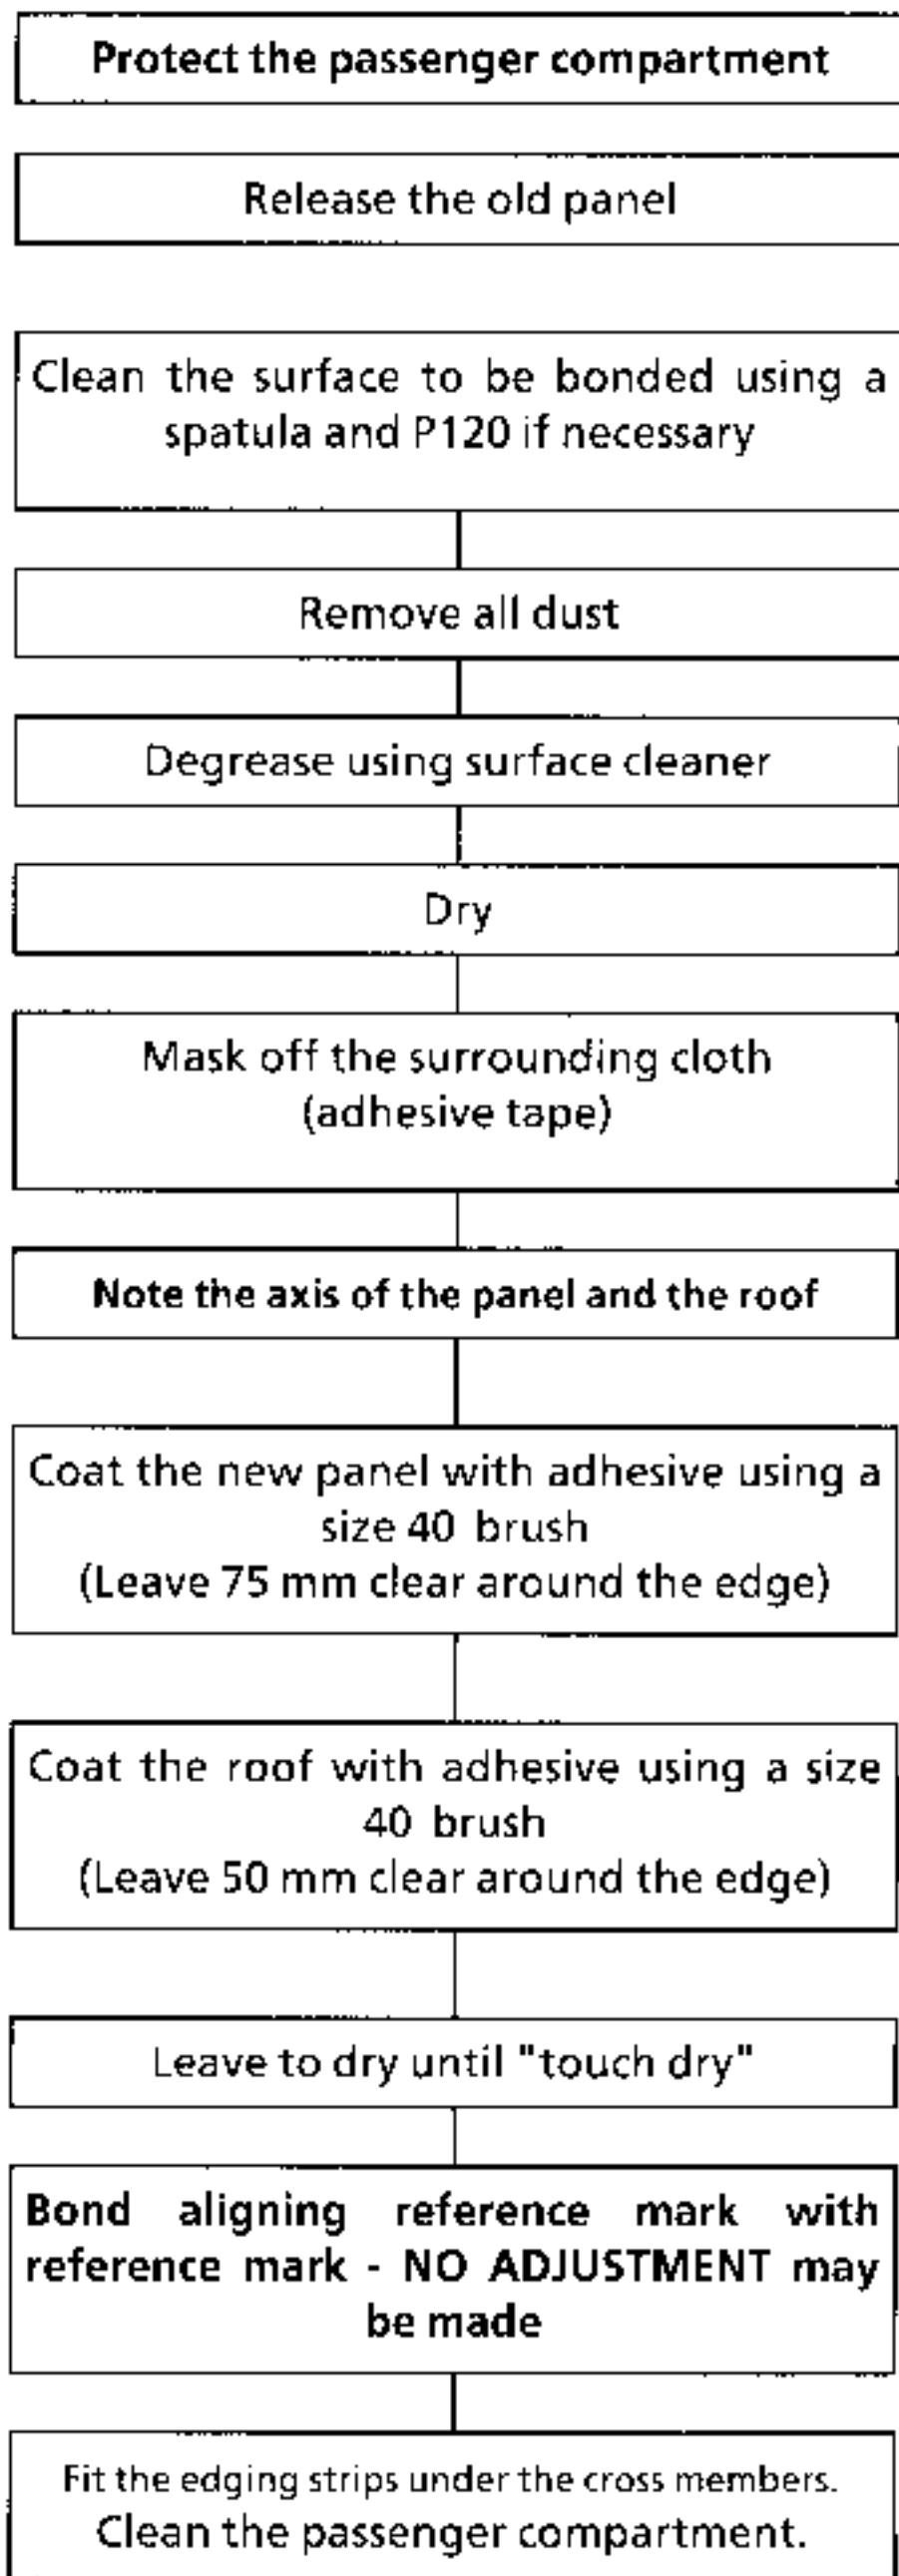 Protect the passenger compartment
Release the old panel
Clean the surface to be bonded using a
spatula and P120 if necessary
Remove all dust
Degrease using surface cleaner
Dry
Mask off the surrounding cloth
(adhesive tape)
Note the axis of the panel and the roof
Coat the new panel with adhesive using a
size 40 brush
(Leave 75 mm clear around the edge)
Coat the roof with adhesive using a size
40 brush
(Leave 50 mm clear around the edge)
Leave to dry until "touch dry"
Bond aligning reference mark with
reference mark - NO ADJUSTMENT may
be made
Fit the edging strips under the cross members.
Clean the passenger compartment.